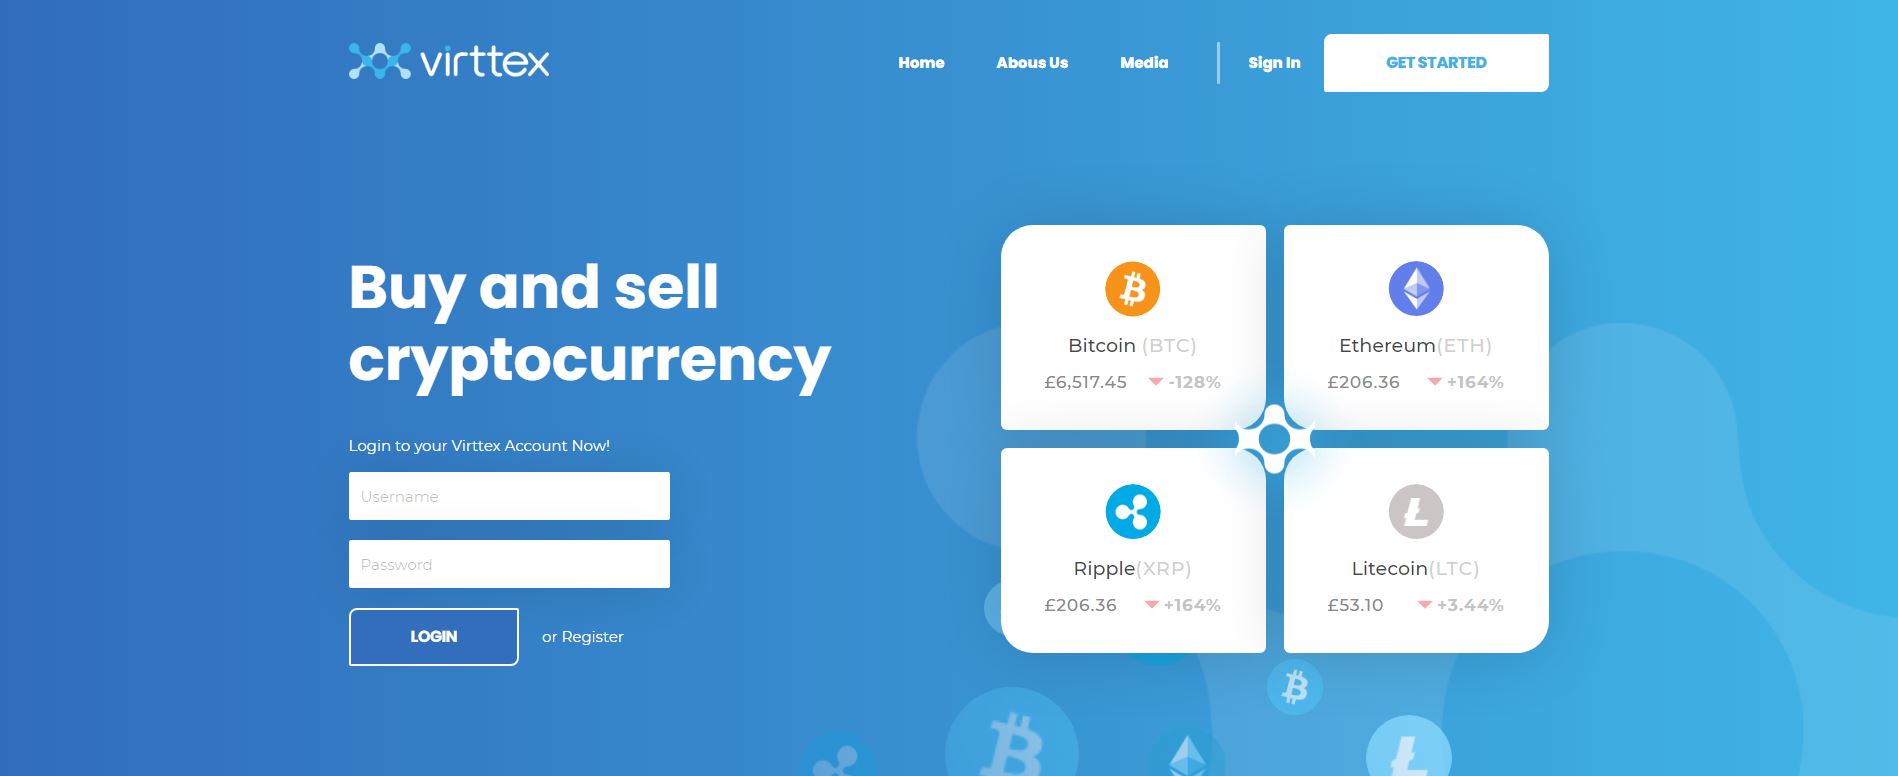 virttex
Home
Abous Us
Media
Sign In
GET STARTED
Buy and sell
cryptocurrency
Login to your Virttex Account Now!
Username
Password
LOGIN
or Register
Bitcoin (BTC)
£6,517.45 -128%
Ethereum(ETH)
£206.36 +164%
Ripple(XRP)
£206.36 +164%
Litecoin(LTC)
£53.10 +3.44%